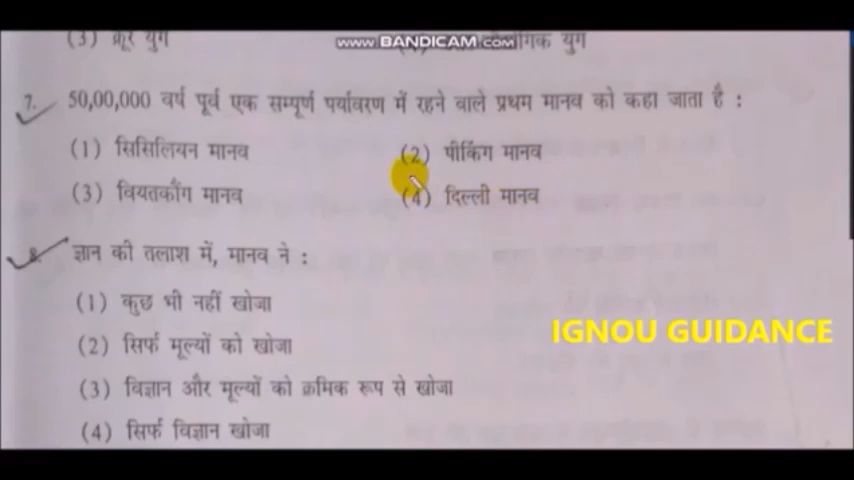 (3) क्रूर युग
www.BANDICAM.com
युग
7. 50,00,000 वर्ष पूर्व एक सम्पूर्ण पर्यावरण में रहने वाले प्रथम मानव को कहा जाता है :
(1) सिसिलियन मानव (2) पीकिंग मानव
(3) वियतकौंग मानव (4) दिल्ली मानव
8. ज्ञान की तलाश में, मानव ने :
(1) कुछ भी नहीं खोजा
IGNOU GUIDANCE
(2) सिर्फ मूल्यों को खोजा
(3) विज्ञान और मूल्यों को क्रमिक रूप से खोजा
(4) सिर्फ विज्ञान खोजा